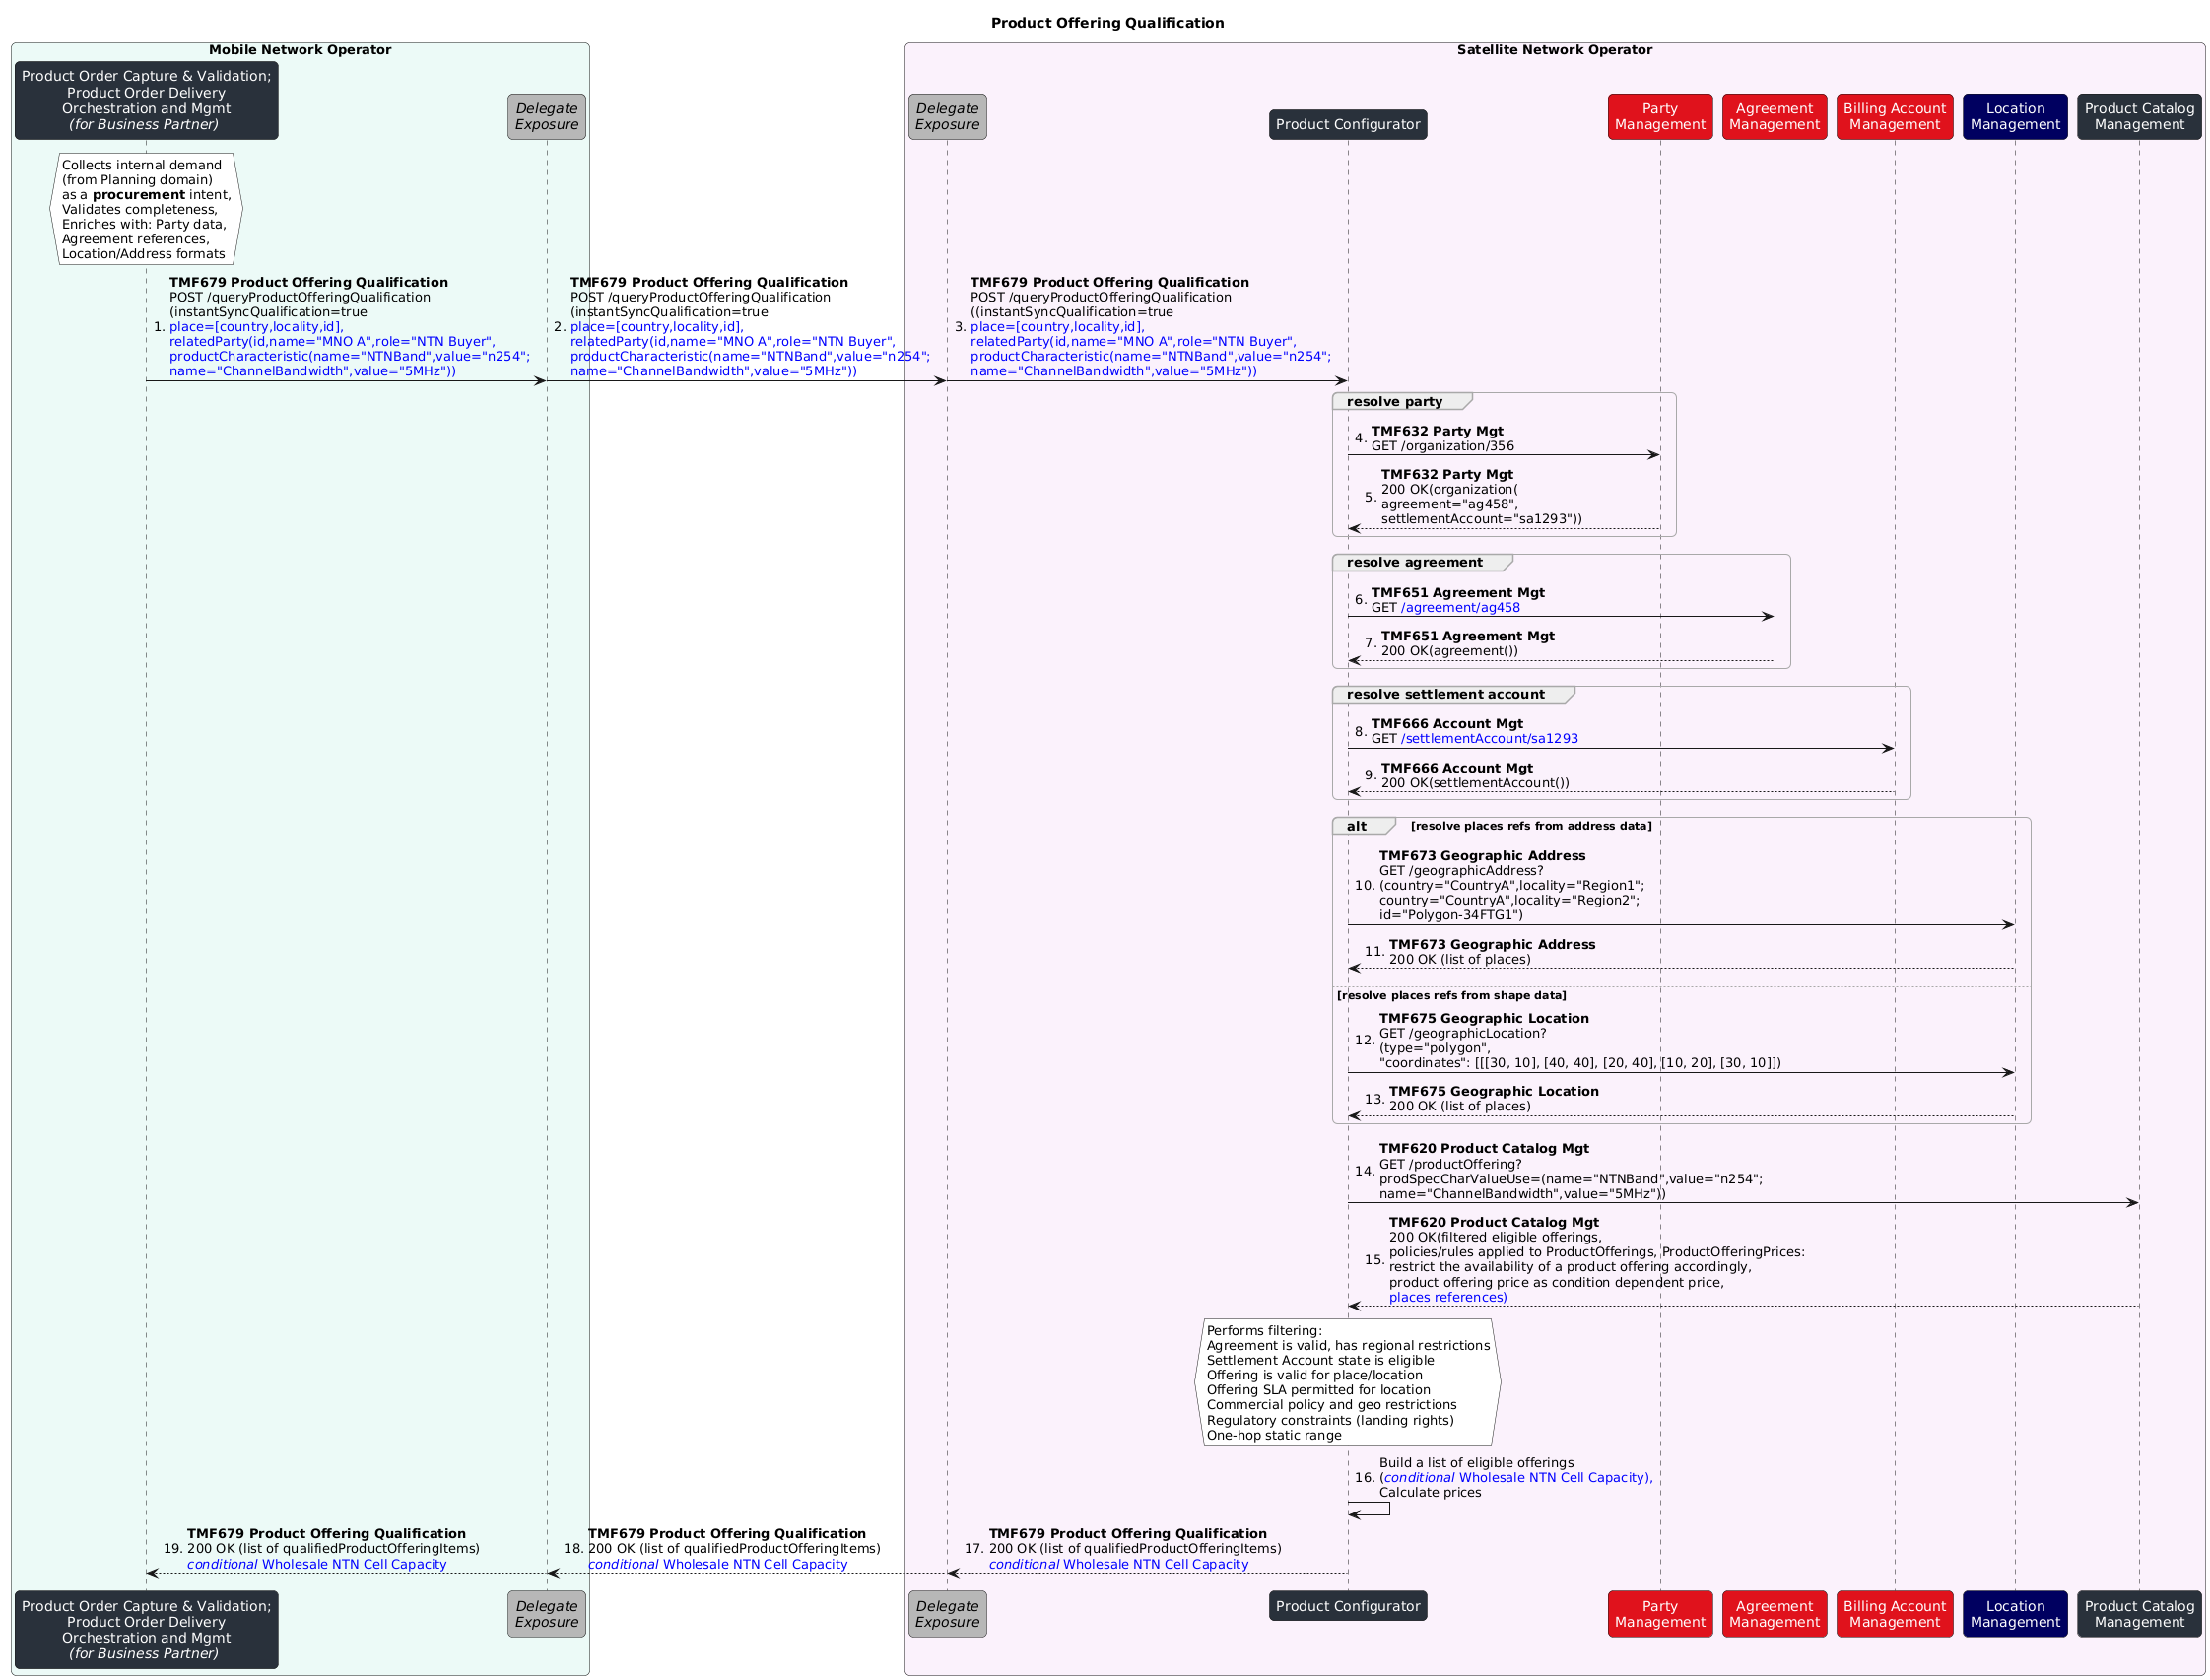 Product Offering Qualification
Mobile Network Operator
Satellite Network Operator
Product Order Capture & Validation;
Product Order Delivery
Orchestration and Mgmt
(for Business Partner)
Delegate
Exposure
Delegate
Exposure
Product Configurator
Party
Management
Agreement
Management
Billing Account
Management
Location
Management
Product Catalog
Management
Collects internal demand
(from Planning domain)
as a procurement intent,
Validates completeness,
Enriches with: Party data,
Agreement references,
Location/Address formats
TMF679 Product Offering Qualification
POST /queryProductOfferingQualification
(instantSyncQualification=true
1. place=[country,locality,id],
relatedParty(id,name="MNO A",role="NTN Buyer",
productCharacteristic(name="NTNBand",value="n254";
name="ChannelBandwidth",value="5MHz"))
TMF679 Product Offering Qualification
POST /queryProductOfferingQualification
(instantSyncQualification=true
2. place=[country,locality,id],
relatedParty(id,name="MNO A",role="NTN Buyer",
productCharacteristic(name="NTNBand",value="n254";
name="ChannelBandwidth",value="5MHz"))
TMF679 Product Offering Qualification
POST /queryProductOfferingQualification
((instantSyncQualification=true
3. place=[country,locality,id],
relatedParty(id,name="MNO A",role="NTN Buyer",
productCharacteristic(name="NTNBand",value="n254";
name="ChannelBandwidth",value="5MHz"))
resolve party
TMF632 Party Mgt
4. GET /organization/356
TMF632 Party Mgt
200 OK(organization(
5. agreement="ag458",
settlementAccount="sa1293"))
resolve agreement
TMF651 Agreement Mgt
6. GET /agreement/ag458
TMF651 Agreement Mgt
7. 200 OK(agreement())
resolve settlement account
TMF666 Account Mgt
8. GET /settlementAccount/sa1293
TMF666 Account Mgt
9. 200 OK(settlementAccount())
alt [resolve places refs from address data]
TMF673 Geographic Address
GET /geographicAddress?
10. (country="CountryA",locality="Region1";
country="CountryA",locality="Region2";
id="Polygon-34FTG1")
TMF673 Geographic Address
11. 200 OK (list of places)
[resolve places refs from shape data]
TMF675 Geographic Location
GET /geographicLocation?
12. (type="polygon",
"coordinates": [[[30, 10], [40, 40], [20, 40], [10, 20], [30, 10]]])
TMF675 Geographic Location
13. 200 OK (list of places)
TMF620 Product Catalog Mgt
GET /productOffering?
14. prodSpecCharValueUse=(name="NTNBand",value="n254";
name="ChannelBandwidth",value="5MHz"))
TMF620 Product Catalog Mgt
200 OK(filtered eligible offerings,
policies/rules applied to ProductOfferings, ProductOfferingPrices:
15. restrict the availability of a product offering accordingly,
product offering price as condition dependent price,
places references)
Performs filtering:
Agreement is valid, has regional restrictions
Settlement Account state is eligible
Offering is valid for place/location
Offering SLA permitted for location
Commercial policy and geo restrictions
Regulatory constraints (landing rights)
One-hop static range
Build a list of eligible offerings
16. (conditional Wholesale NTN Cell Capacity),
Calculate prices
TMF679 Product Offering Qualification
19. 200 OK (list of qualifiedProductOfferingItems)
conditional Wholesale NTN Cell Capacity
TMF679 Product Offering Qualification
18. 200 OK (list of qualifiedProductOfferingItems)
conditional Wholesale NTN Cell Capacity
TMF679 Product Offering Qualification
17. 200 OK (list of qualifiedProductOfferingItems)
conditional Wholesale NTN Cell Capacity
Product Order Capture & Validation;
Product Order Delivery
Orchestration and Mgmt
(for Business Partner)
Delegate
Exposure
Delegate
Exposure
Product Configurator
Party
Management
Agreement
Management
Billing Account
Management
Location
Management
Product Catalog
Management